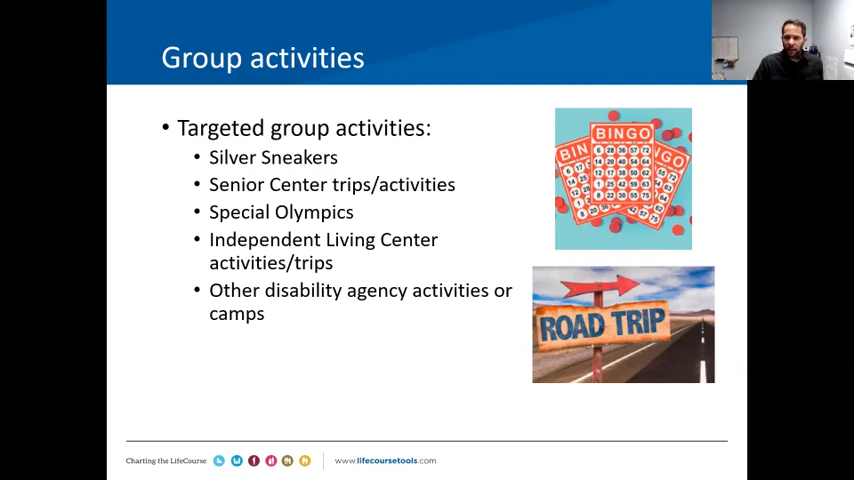 Group activities
• Targeted group activities:
• Silver Sneakers
• Senior Center trips/activities
• Special Olympics
• Independent Living Center
activities/trips
• Other disability agency activities or
camps
BINGO
ROAD TRIP
Charting the LifeCourse
www.lifecoursetools.com